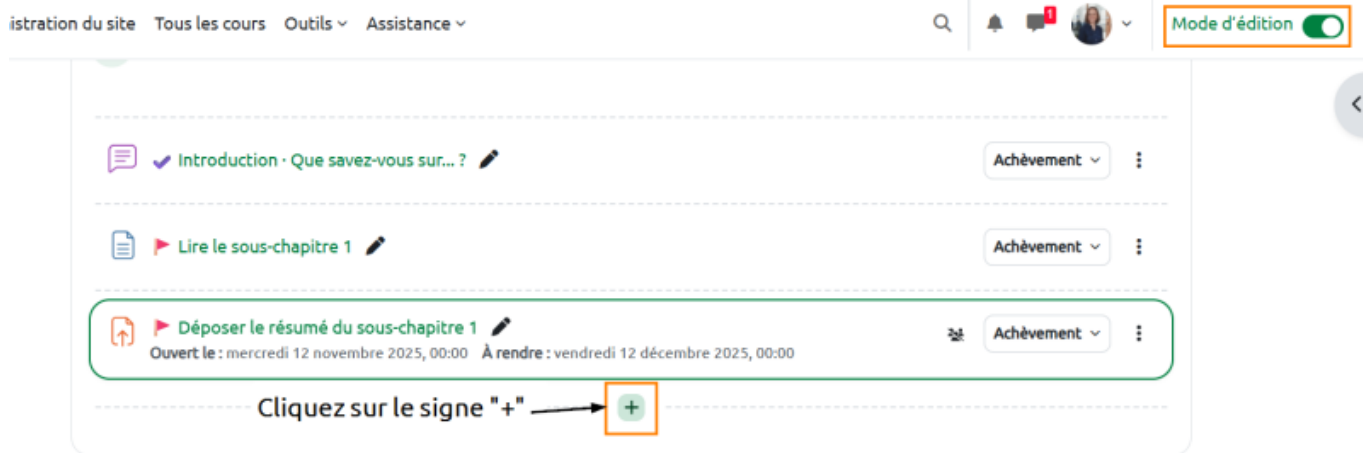 istration du site Tous les cours Outils Assistance 1 Mode d'édition
Introduction · Que savez-vous sur... ? Achèvement
Lire le sous-chapitre 1 Achèvement
Déposer le résumé du sous-chapitre 1 Achèvement
Ouvert le : mercredi 12 novembre 2025, 00:00 À rendre : vendredi 12 décembre 2025, 00:00
Cliquez sur le signe "+" +